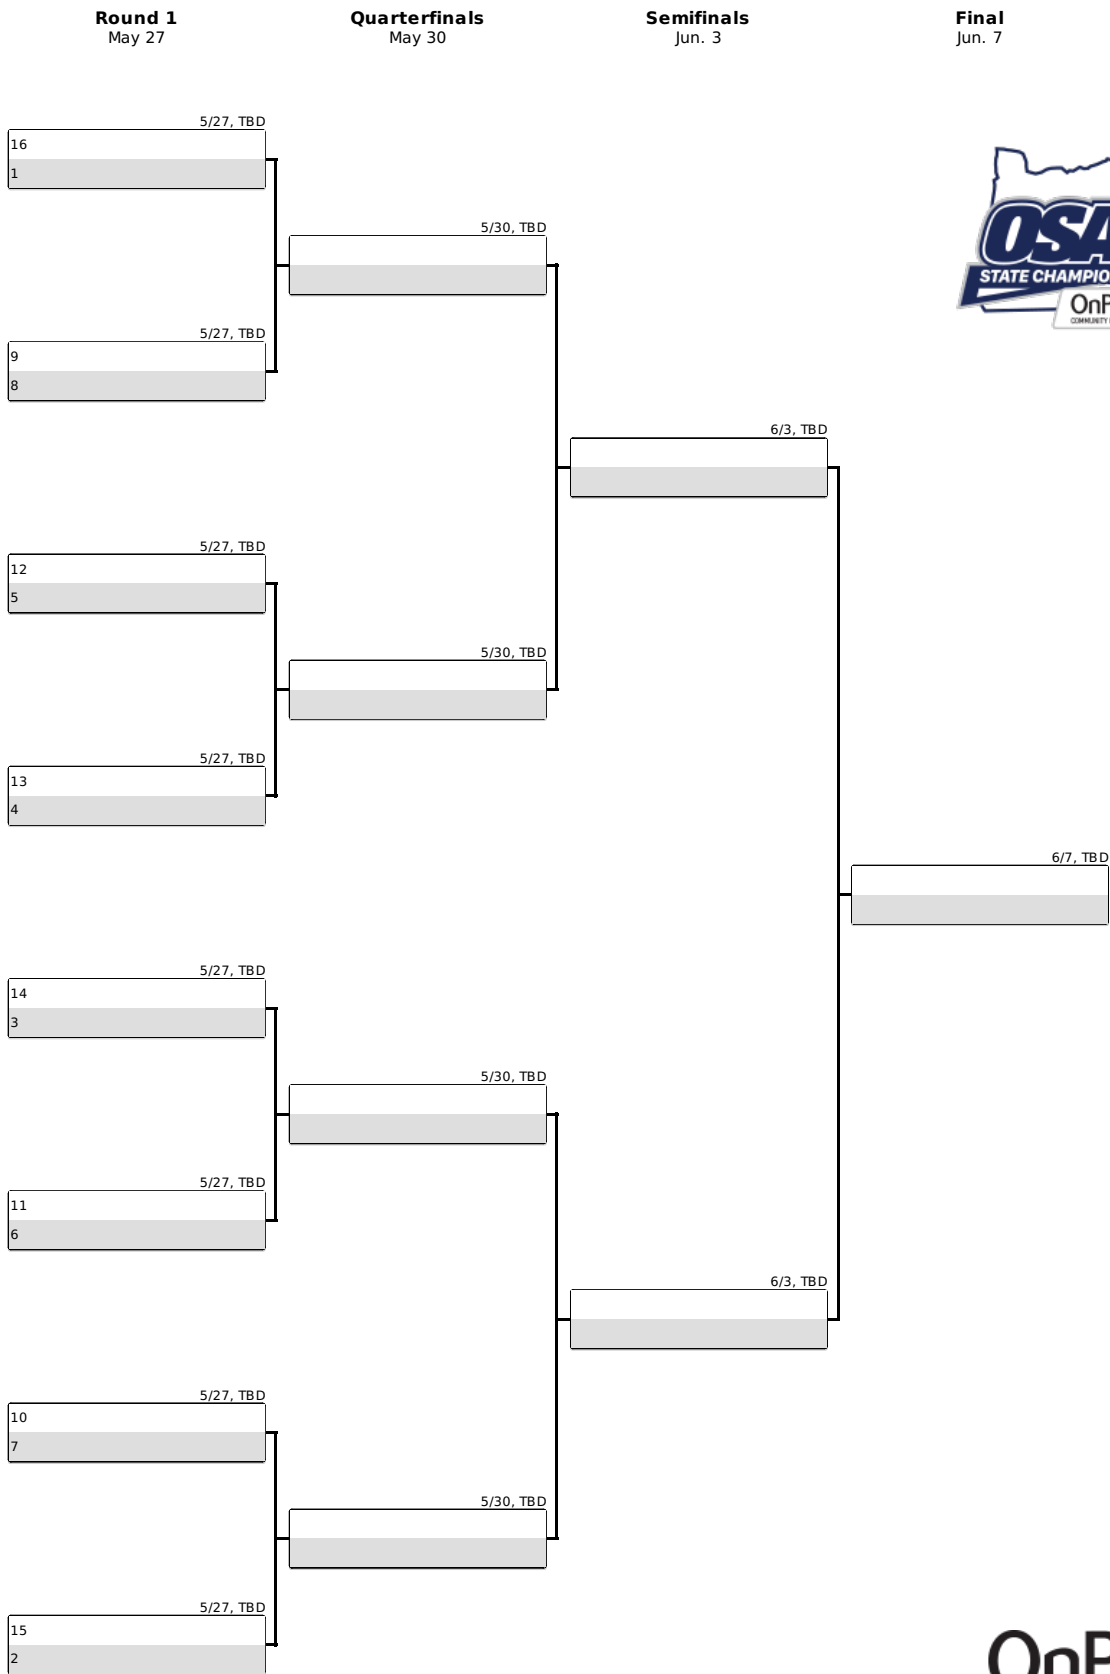 Round 1
May 27
Quarterfinals
May 30
Semifinals
Jun. 3
Final
Jun. 7
5/27, TBD
16
1
5/30, TBD
5/27, TBD
9
8
6/3, TBD
5/27, TBD
12
5
5/30, TBD
5/27, TBD
13
4
6/7, TBD
5/27, TBD
14
3
5/30, TBD
5/27, TBD
11
6
6/3, TBD
5/27, TBD
10
7
5/30, TBD
5/27, TBD
15
2
OSA
STATE CHAMPIO
OnP
COMMUNITY
OnP